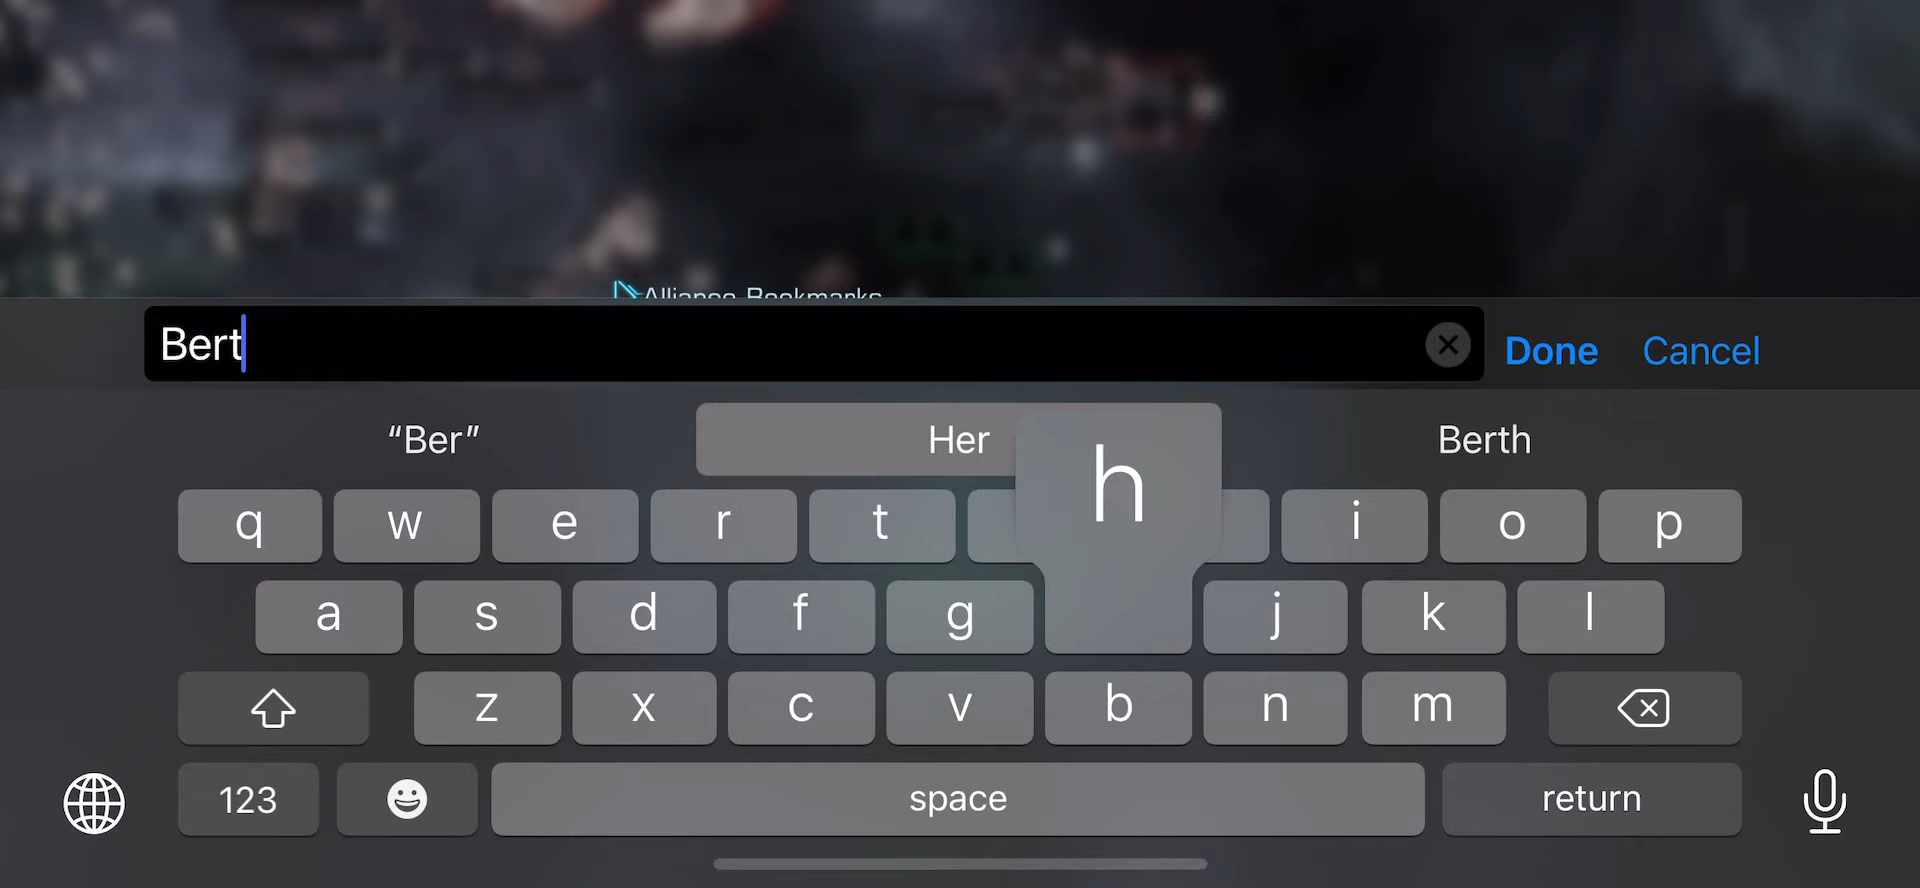 Alliance Bookmarks
Bert
Done Cancel
“Ber” Her Berth
h
q w e r t i o p
a s d f g j k l
z x c v b n m
123 space return